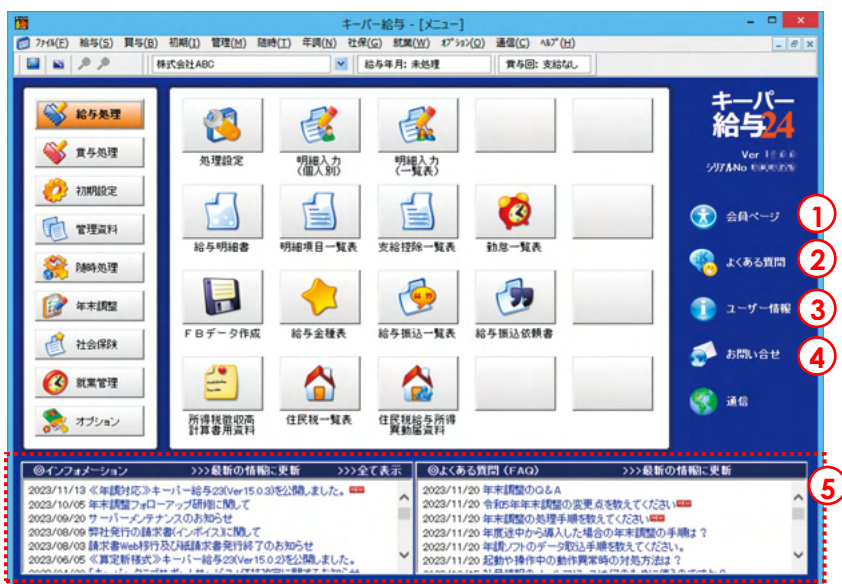 キーパー給与 - [メニュー]
ファイル(F) 給与(S) 賞与(B) 初期(I) 管理(M) 随時(T) 年調(N) 社保(G) 就業(W) オプション(O) 通信(C) ヘルプ(H)
株式会社ABC 給与年月: 未処理 賞与回: 支給なし
給与処理
賞与処理
初期設定
管理資料
随時処理
年末調整
社会保険
就業管理
オプション
処理設定 明細入力(個人別) 明細入力(一覧表)
給与明細書 明細項目一覧表 支給控除一覧表 勤怠一覧表
FBデータ作成 給与金種表 給与振込一覧表 給与振込依頼書
所得税徴収高計算書用資料 住民税一覧表 住民税給与所得異動届資料
キーパー
給与24
Ver
シリアルNo
会員ページ 1
よくある質問 2
ユーザー情報 3
お問い合せ 4
通信
5
◎インフォメーション >>>最新の情報に更新 >>>全て表示
2023/11/13 ≪年調対応≫キーパー給与23(Ver15.0.3)を公開しました。
2023/10/05 年末調整フォローアップ研修に関して
2023/09/20 サーバーメンテナンスのお知らせ
2023/08/09 弊社発行の請求書(インボイス)に関して
2023/08/03 請求書Web移行及び紙請求書発行終了のお知らせ
2023/06/05 ≪算定新様式≫キーパー給与23(Ver15.0.2)を公開しました。
◎よくある質問 (FAQ) >>>最新の情報に更新
2023/11/20 年末調整のQ&A
2023/11/20 令和5年年末調整の変更点を教えてください
2023/11/20 年末調整の処理手順を教えてください
2023/11/20 年度途中から導入した場合の年末調整の手順は?
2023/11/20 年調ソフトのデータ取込手順を教えてください。
2023/10/20 起動や操作中の動作異常時の対処方法は?